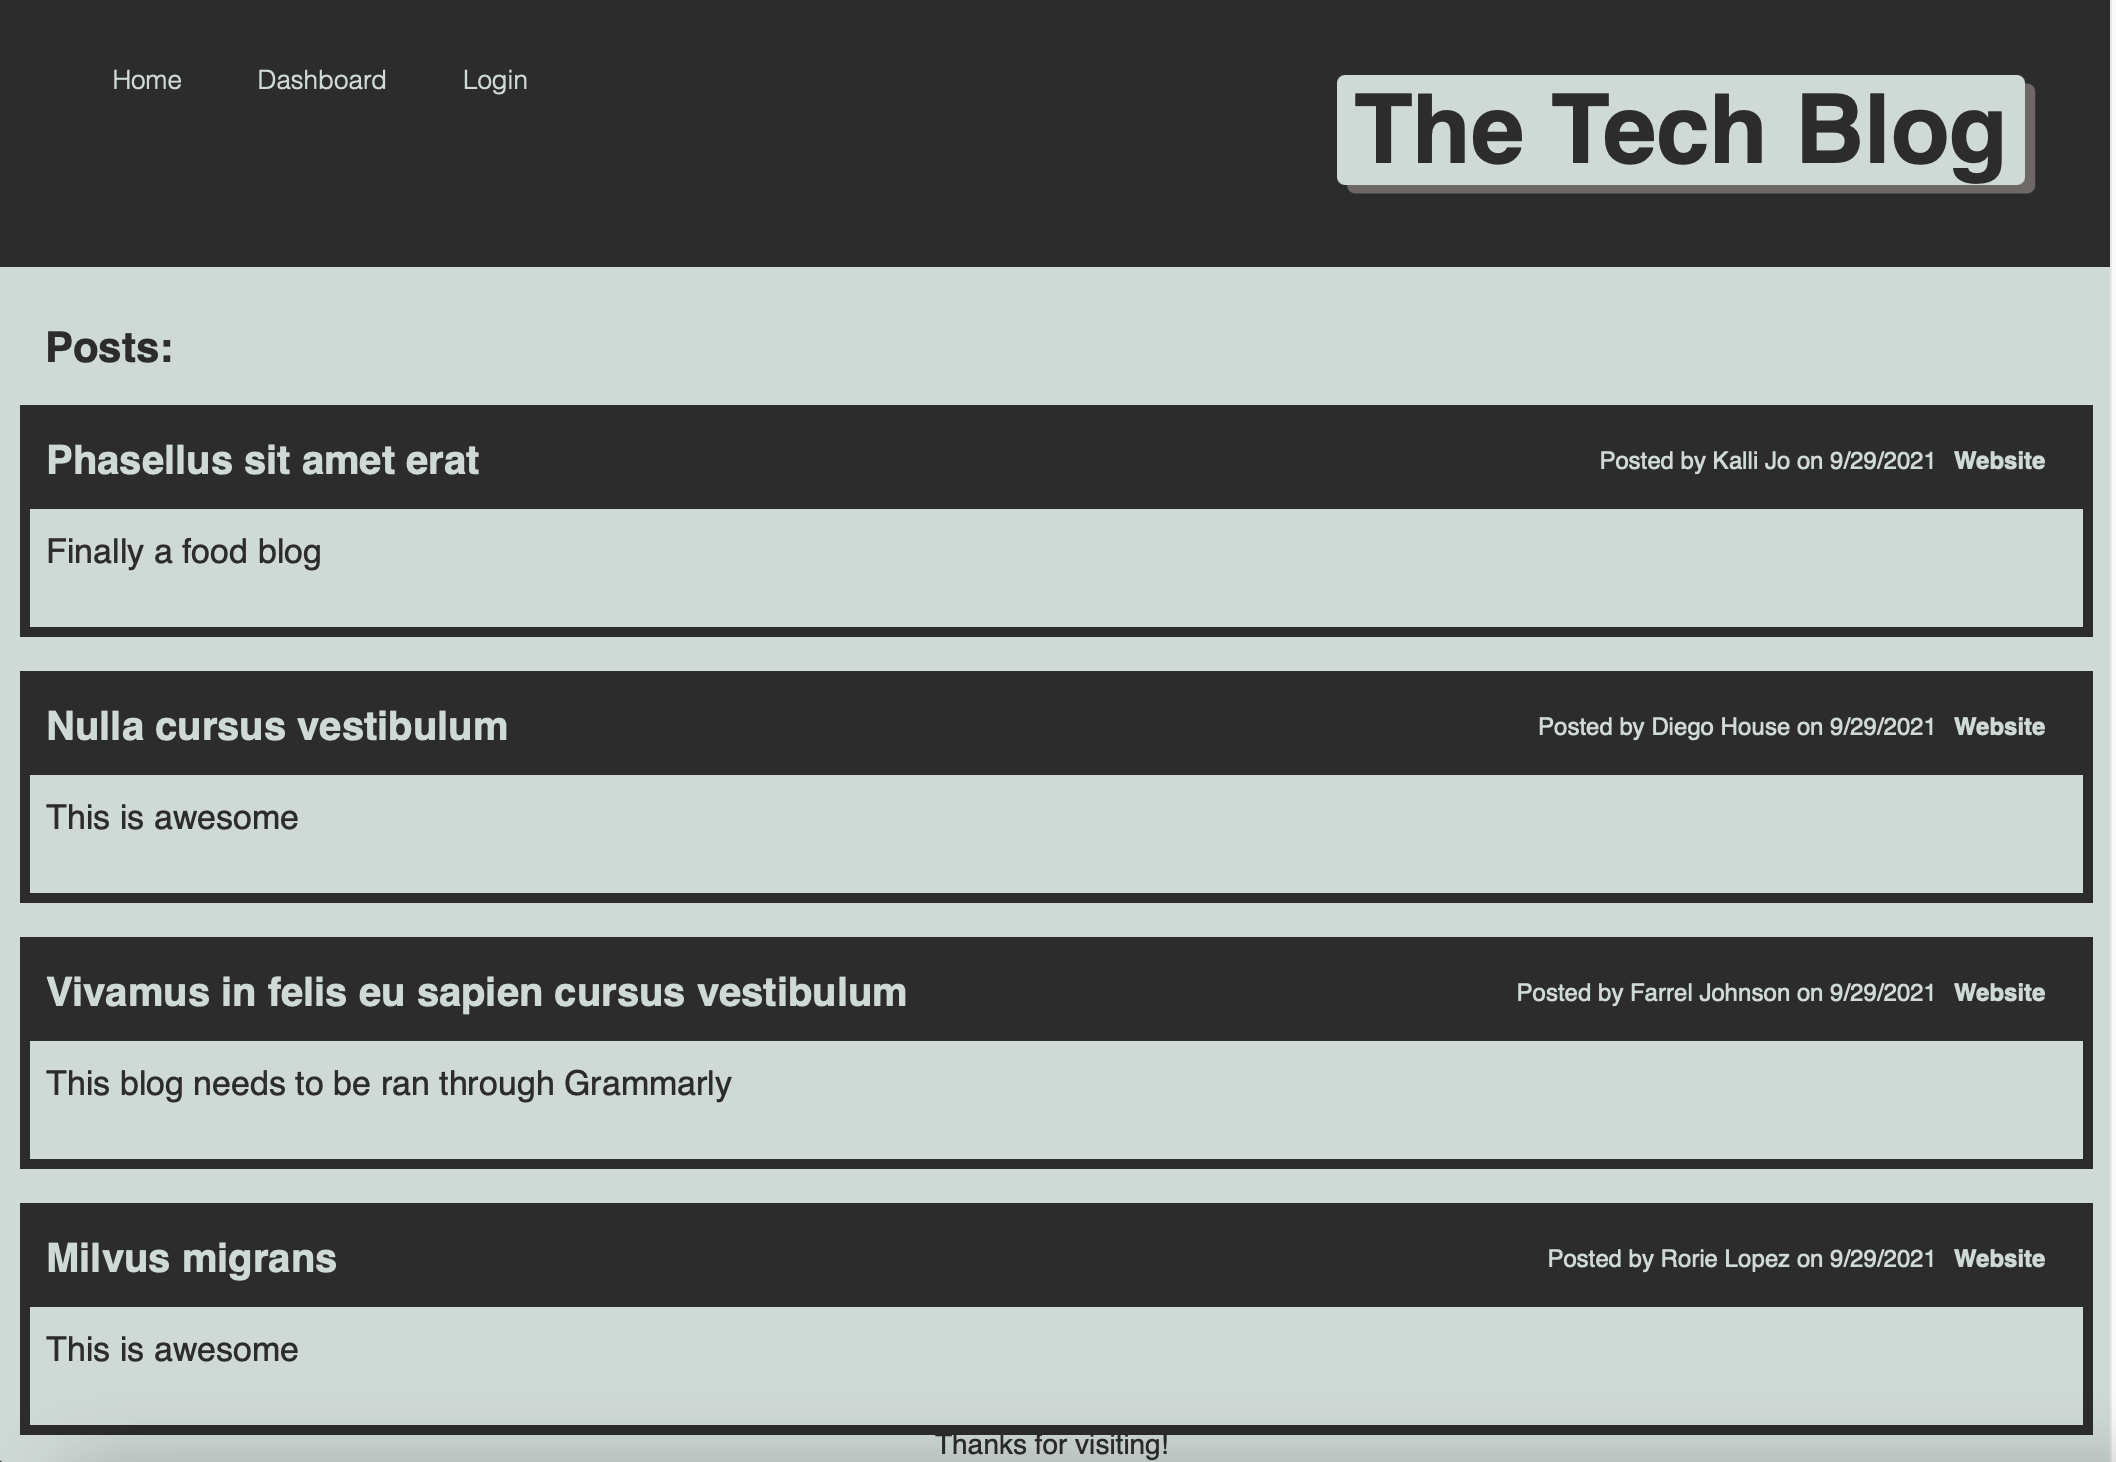 Home Dashboard Login
The Tech Blog
Posts:
Phasellus sit amet erat
Posted by Kalli Jo on 9/29/2021 Website
Finally a food blog
Nulla cursus vestibulum
Posted by Diego House on 9/29/2021 Website
This is awesome
Vivamus in felis eu sapien cursus vestibulum
Posted by Farrel Johnson on 9/29/2021 Website
This blog needs to be ran through Grammarly
Milvus migrans
Posted by Rorie Lopez on 9/29/2021 Website
This is awesome
Thanks for visiting!